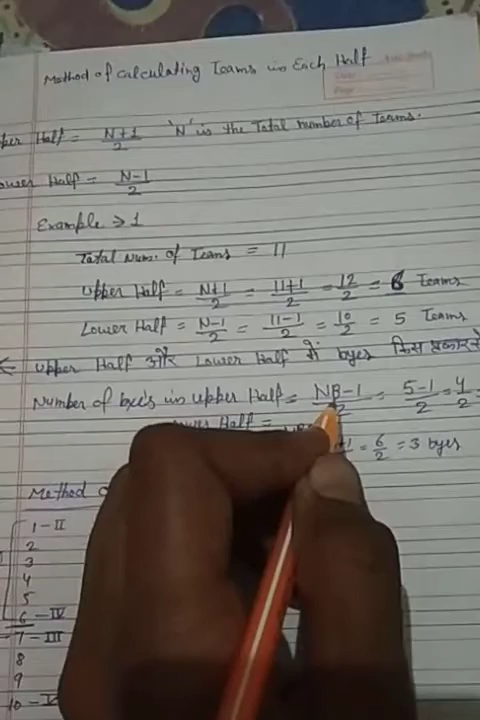 Method of Calculating Teams in Each Half
Half = N+1/2 'N' is the Total number of Teams.
Half = N-1/2
Example → 1
Total Num. of Teams = 11
Upper Half = N+1/2 = 11+1/2 = 12/2 = 6 Teams
Lower Half = N-1/2 = 11-1/2 = 10/2 = 5 Teams
Upper Half और Lower Half में byes किस प्रकार से
Number of byes in upper Half = NB-1/2 = 5-1/2 = 4/2 =
Half =
= 6/2 = 3 byes
Method
1-II
2
3
4
5
6-IV
7-III
8
9
10-V